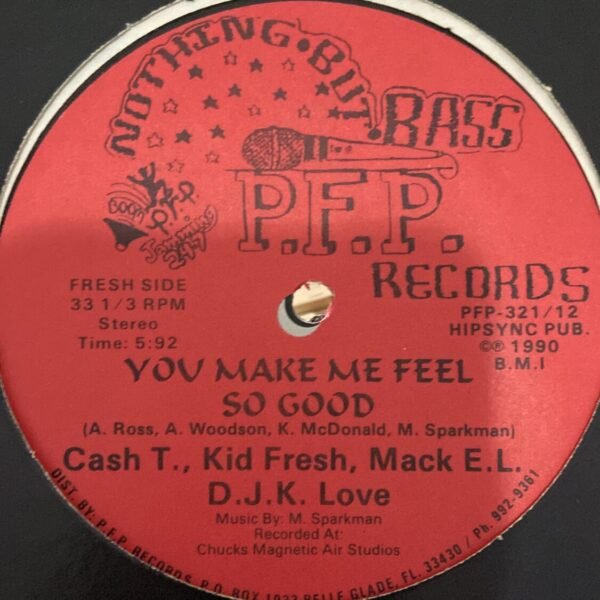 NOTHING • BUT • BASS
BOOM
P.F.P
P.F.P.
RECORDS
FRESH SIDE
33 1/3 RPM
Stereo
Time: 5:92
PFP-321/12
HIPSYNC PUB.
©℗ 1990
B.M.I
YOU MAKE ME FEEL
SO GOOD
(A. Ross, A. Woodson, K. McDonald, M. Sparkman)
Cash T., Kid Fresh, Mack E.L.
D.J.K. Love
Music By: M. Sparkman
Recorded At:
Chucks Magnetic Air Studios
DIST. BY: P.F.P. RECORDS, P.O. BOX 1033 BELLE GLADE, FL. 33430 / Ph. 992-9361